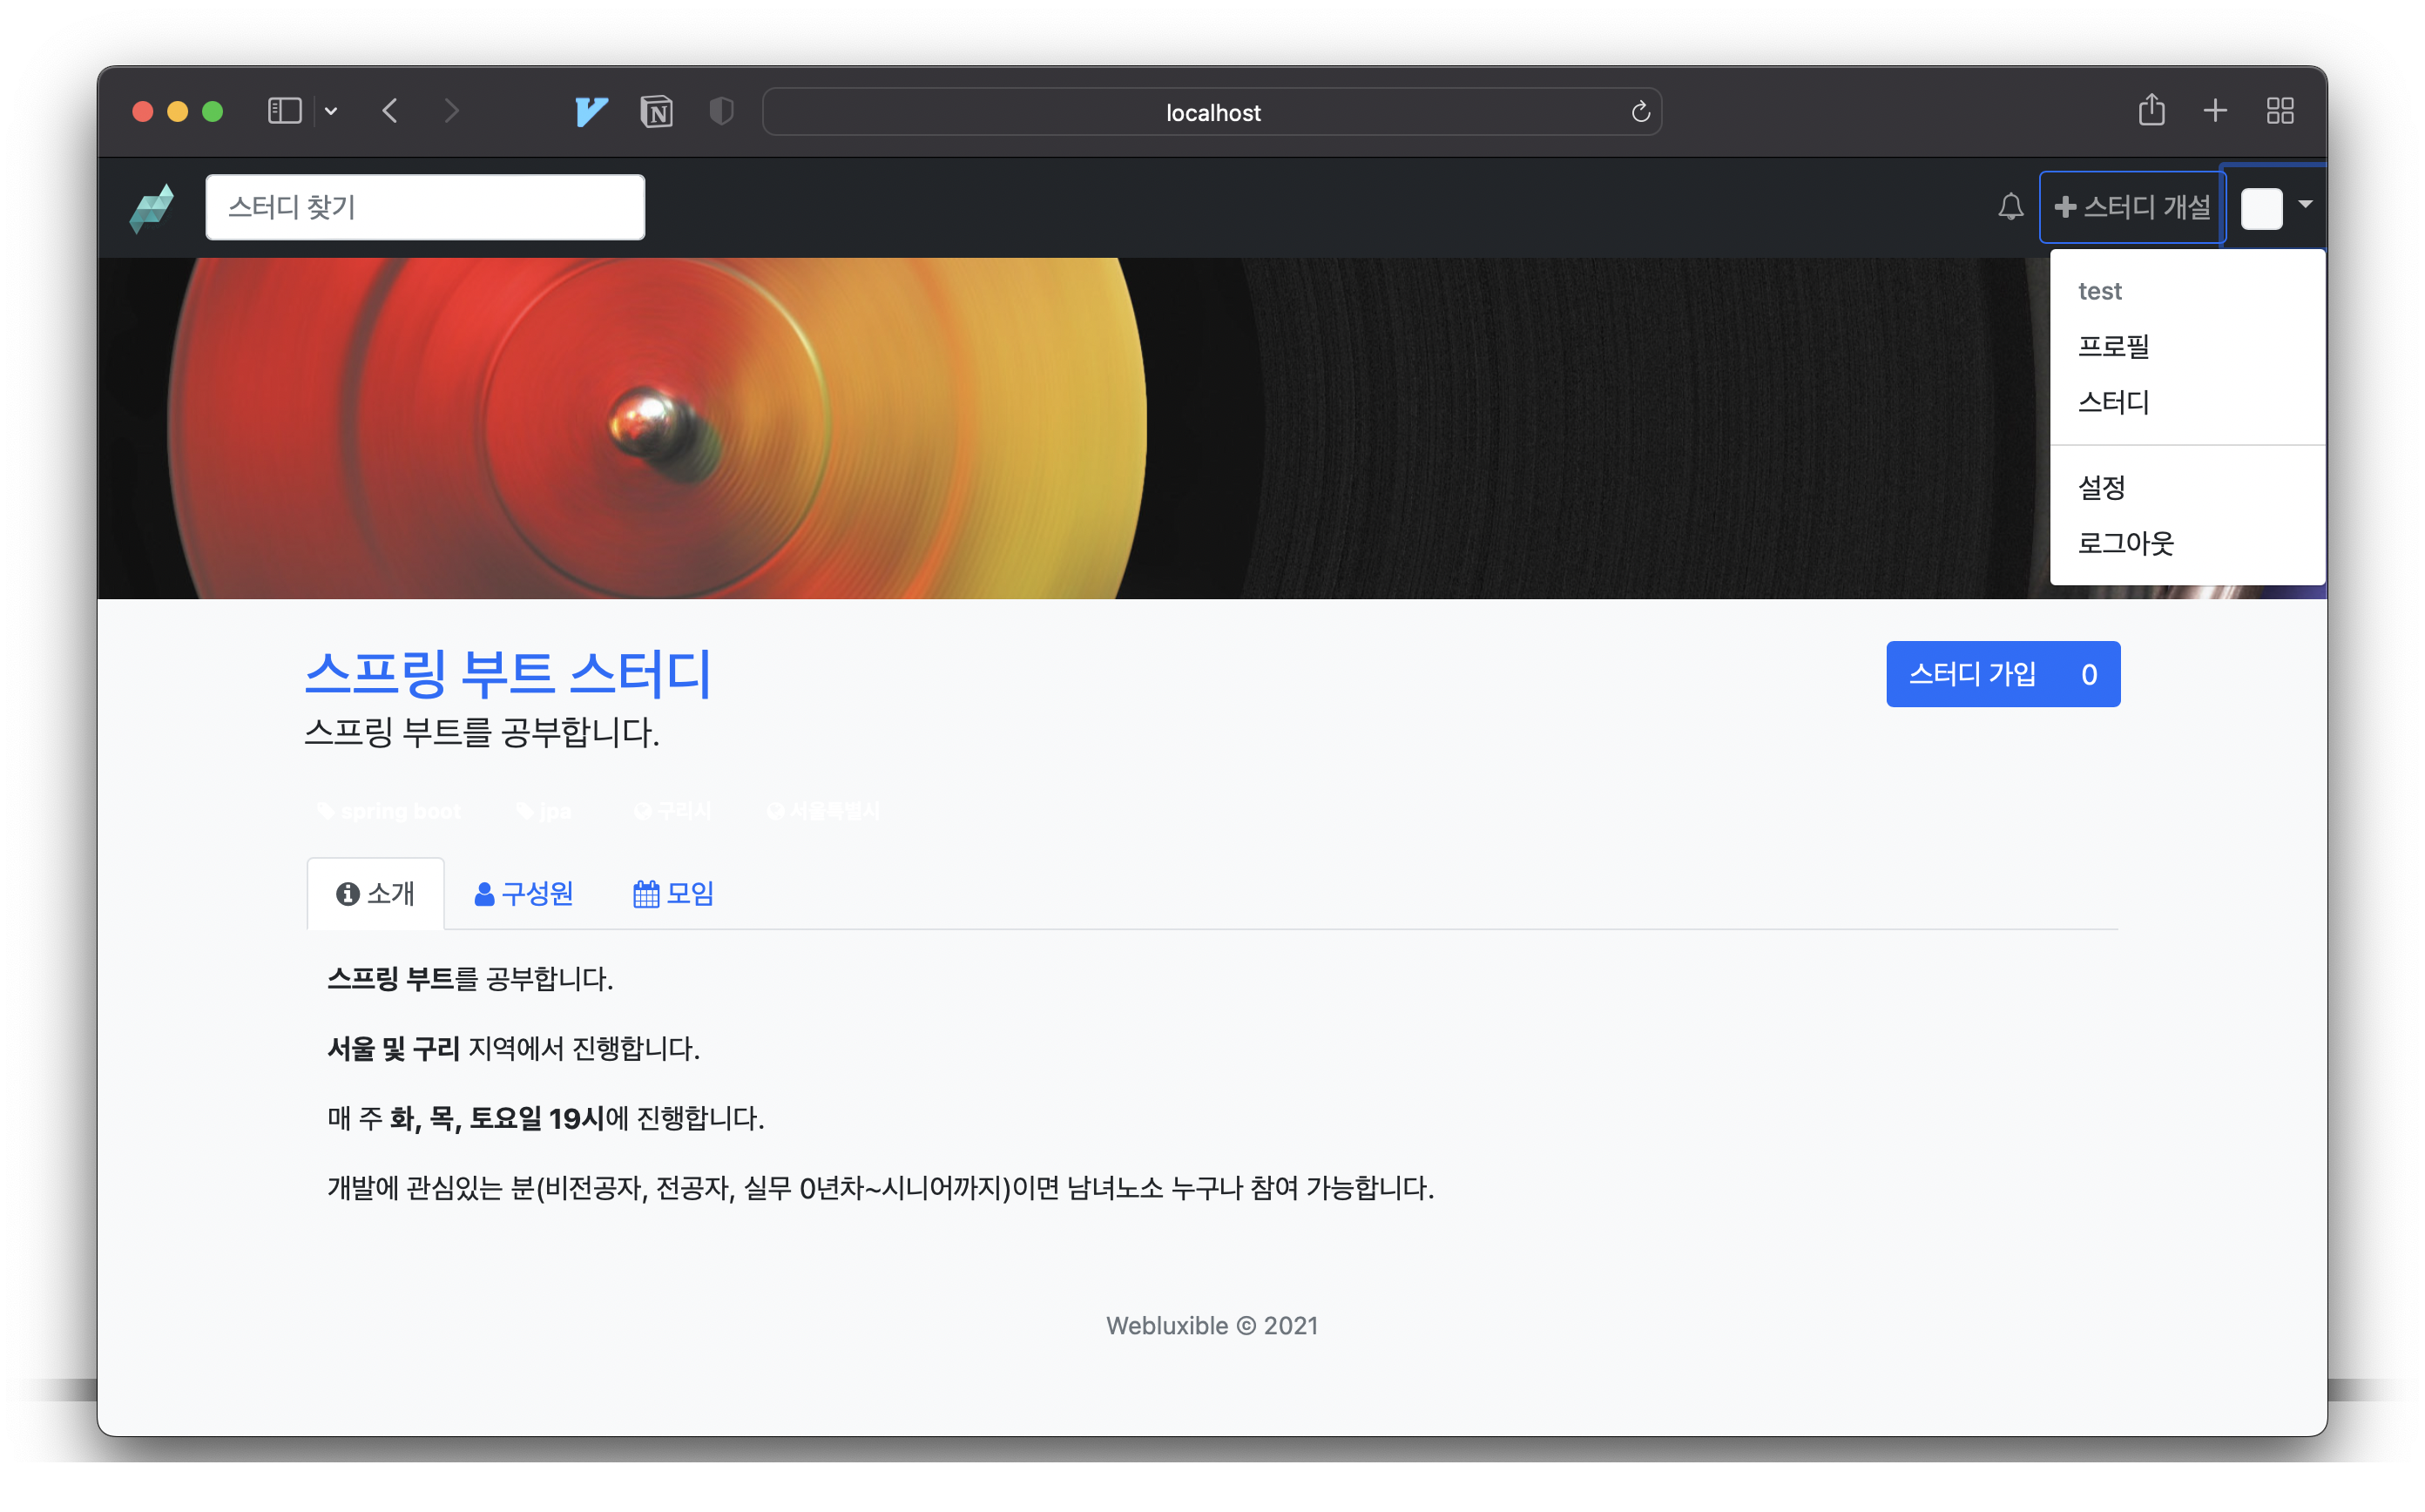 localhost
스터디 찾기
스터디 개설
test
프로필
스터디
설정
로그아웃
스프링 부트 스터디
스터디 가입 0
스프링 부트를 공부합니다.
spring boot jpa 구리시 서울특별시
소개 구성원 모임
스프링 부트를 공부합니다.
서울 및 구리 지역에서 진행합니다.
매 주 화, 목, 토요일 19시에 진행합니다.
개발에 관심있는 분(비전공자, 전공자, 실무 0년차~시니어까지)이면 남녀노소 누구나 참여 가능합니다.
Webluxible © 2021